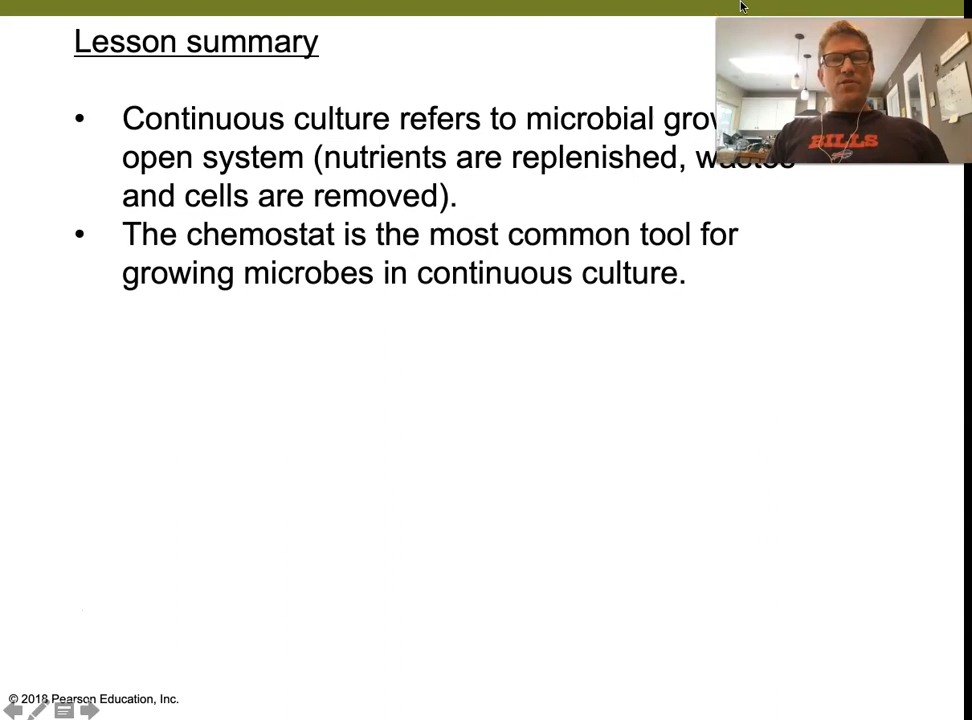 Lesson summary
• Continuous culture refers to microbial
open system (nutrients are replenished,
and cells are removed).
• The chemostat is the most common tool for
growing microbes in continuous culture.
BILLS
© 2018 Pearson Education, Inc.